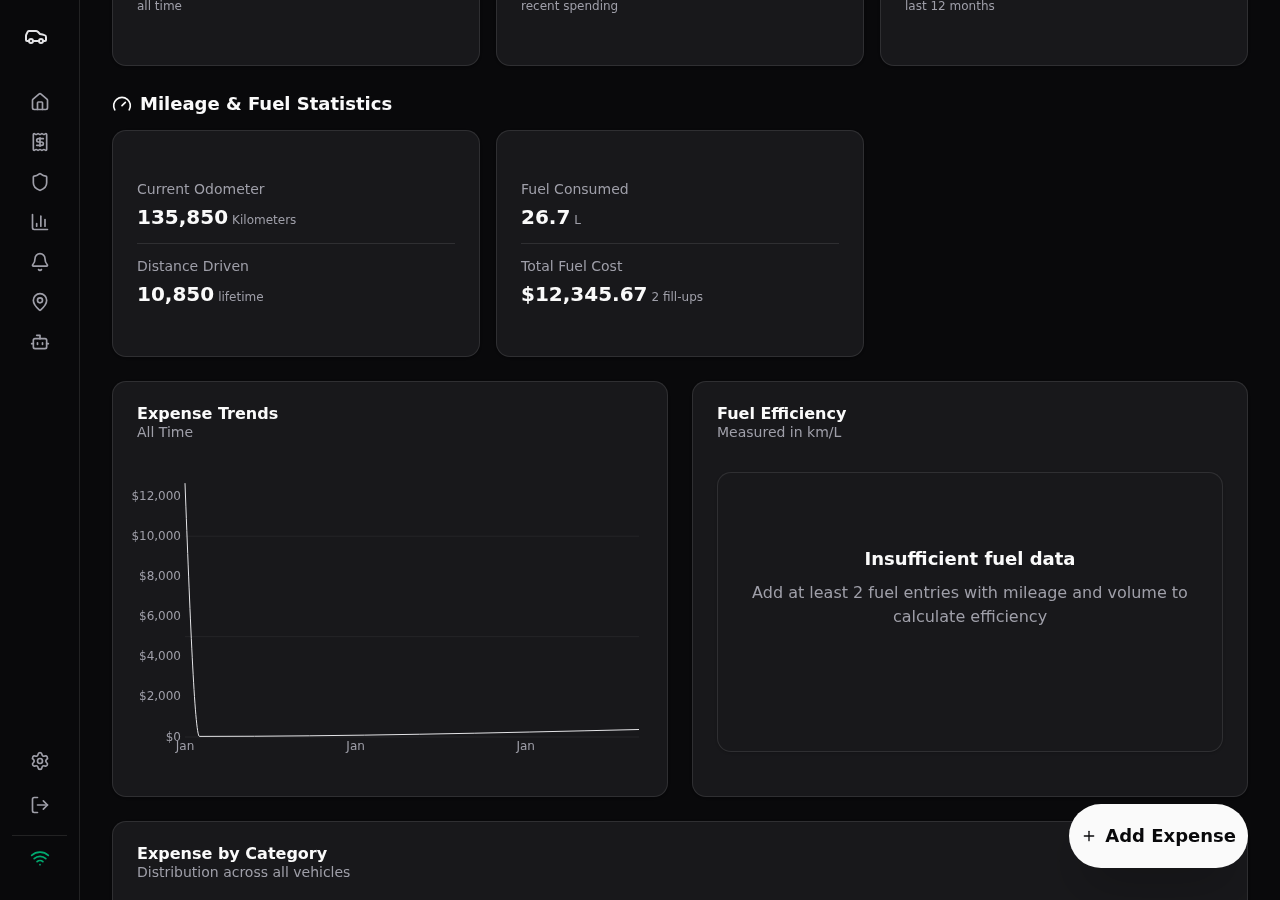 all time
recent spending
last 12 months
Mileage & Fuel Statistics
Current Odometer
135,850 Kilometers
Distance Driven
10,850 lifetime
Fuel Consumed
26.7 L
Total Fuel Cost
$12,345.67 2 fill-ups
Expense Trends
All Time
$12,000
$10,000
$8,000
$6,000
$4,000
$2,000
$0
Jan
Jan
Jan
Fuel Efficiency
Measured in km/L
Insufficient fuel data
Add at least 2 fuel entries with mileage and volume to
calculate efficiency
Expense by Category
Distribution across all vehicles
+ Add Expense